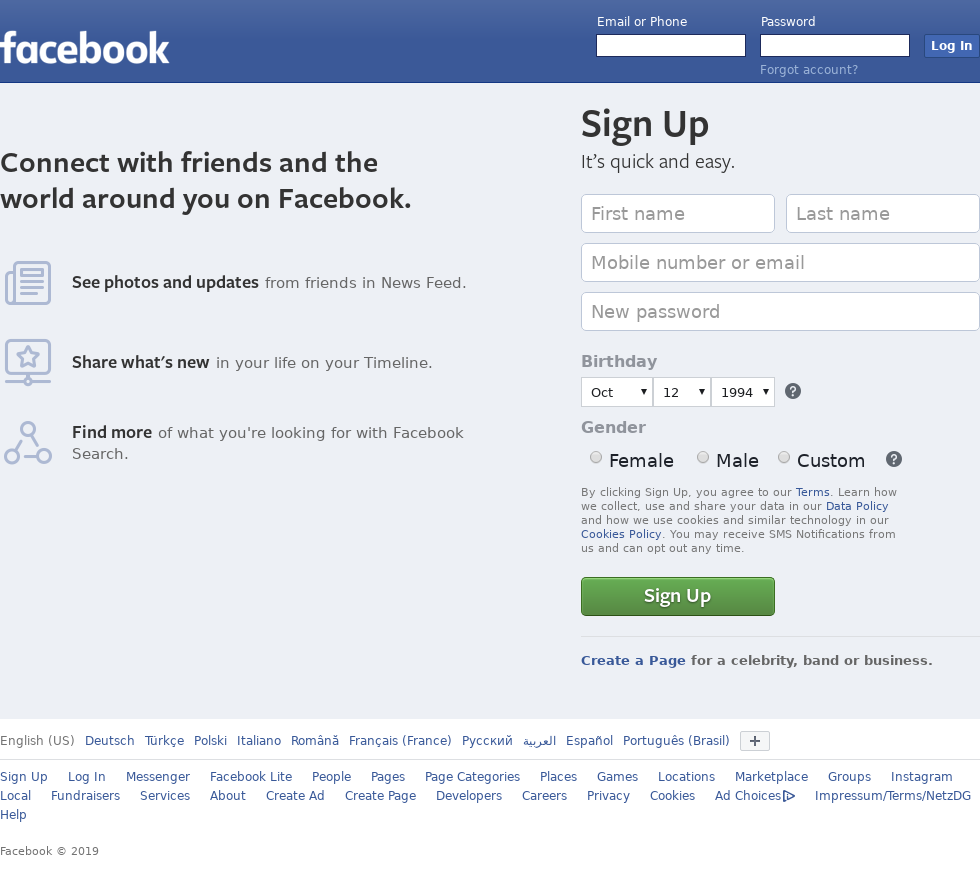 facebook
Email or Phone
Password
Log In
Forgot account?
Connect with friends and the
world around you on Facebook.
See photos and updates from friends in News Feed.
Share what's new in your life on your Timeline.
Find more of what you're looking for with Facebook
Search.
Sign Up
It's quick and easy.
First name
Last name
Mobile number or email
New password
Birthday
Oct ▼ 12 ▼ 1994 ▼ ?
Gender
Female Male Custom ?
By clicking Sign Up, you agree to our Terms. Learn how
we collect, use and share your data in our Data Policy
and how we use cookies and similar technology in our
Cookies Policy. You may receive SMS Notifications from
us and can opt out any time.
Sign Up
Create a Page for a celebrity, band or business.
English (US) Deutsch Türkçe Polski Italiano Română Français (France) Русский العربية Español Português (Brasil) +
Sign Up Log In Messenger Facebook Lite People Pages Page Categories Places Games Locations Marketplace Groups Instagram
Local Fundraisers Services About Create Ad Create Page Developers Careers Privacy Cookies Ad Choices Impressum/Terms/NetzDG
Help
Facebook © 2019